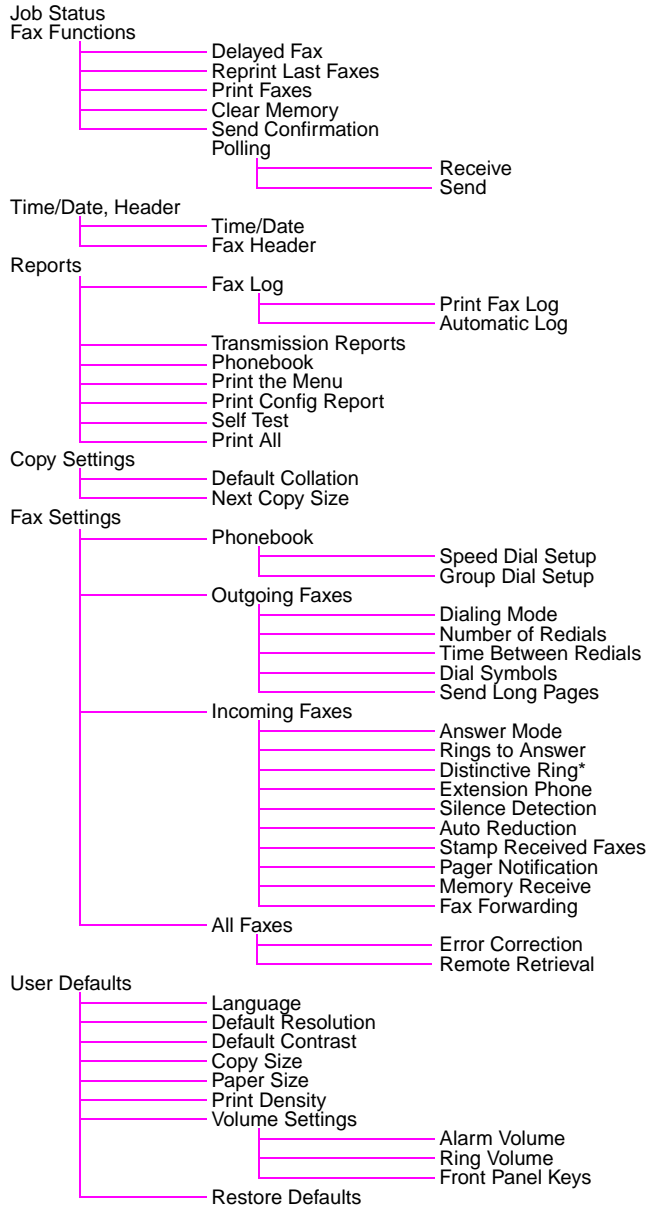 Job Status
Fax Functions
Delayed Fax
Reprint Last Faxes
Print Faxes
Clear Memory
Send Confirmation
Polling
Receive
Send
Time/Date, Header
Time/Date
Fax Header
Reports
Fax Log
Print Fax Log
Automatic Log
Transmission Reports
Phonebook
Print the Menu
Print Config Report
Self Test
Print All
Copy Settings
Default Collation
Next Copy Size
Fax Settings
Phonebook
Speed Dial Setup
Group Dial Setup
Outgoing Faxes
Dialing Mode
Number of Redials
Time Between Redials
Dial Symbols
Send Long Pages
Incoming Faxes
Answer Mode
Rings to Answer
Distinctive Ring*
Extension Phone
Silence Detection
Auto Reduction
Stamp Received Faxes
Pager Notification
Memory Receive
Fax Forwarding
All Faxes
Error Correction
Remote Retrieval
User Defaults
Language
Default Resolution
Default Contrast
Copy Size
Paper Size
Print Density
Volume Settings
Alarm Volume
Ring Volume
Front Panel Keys
Restore Defaults